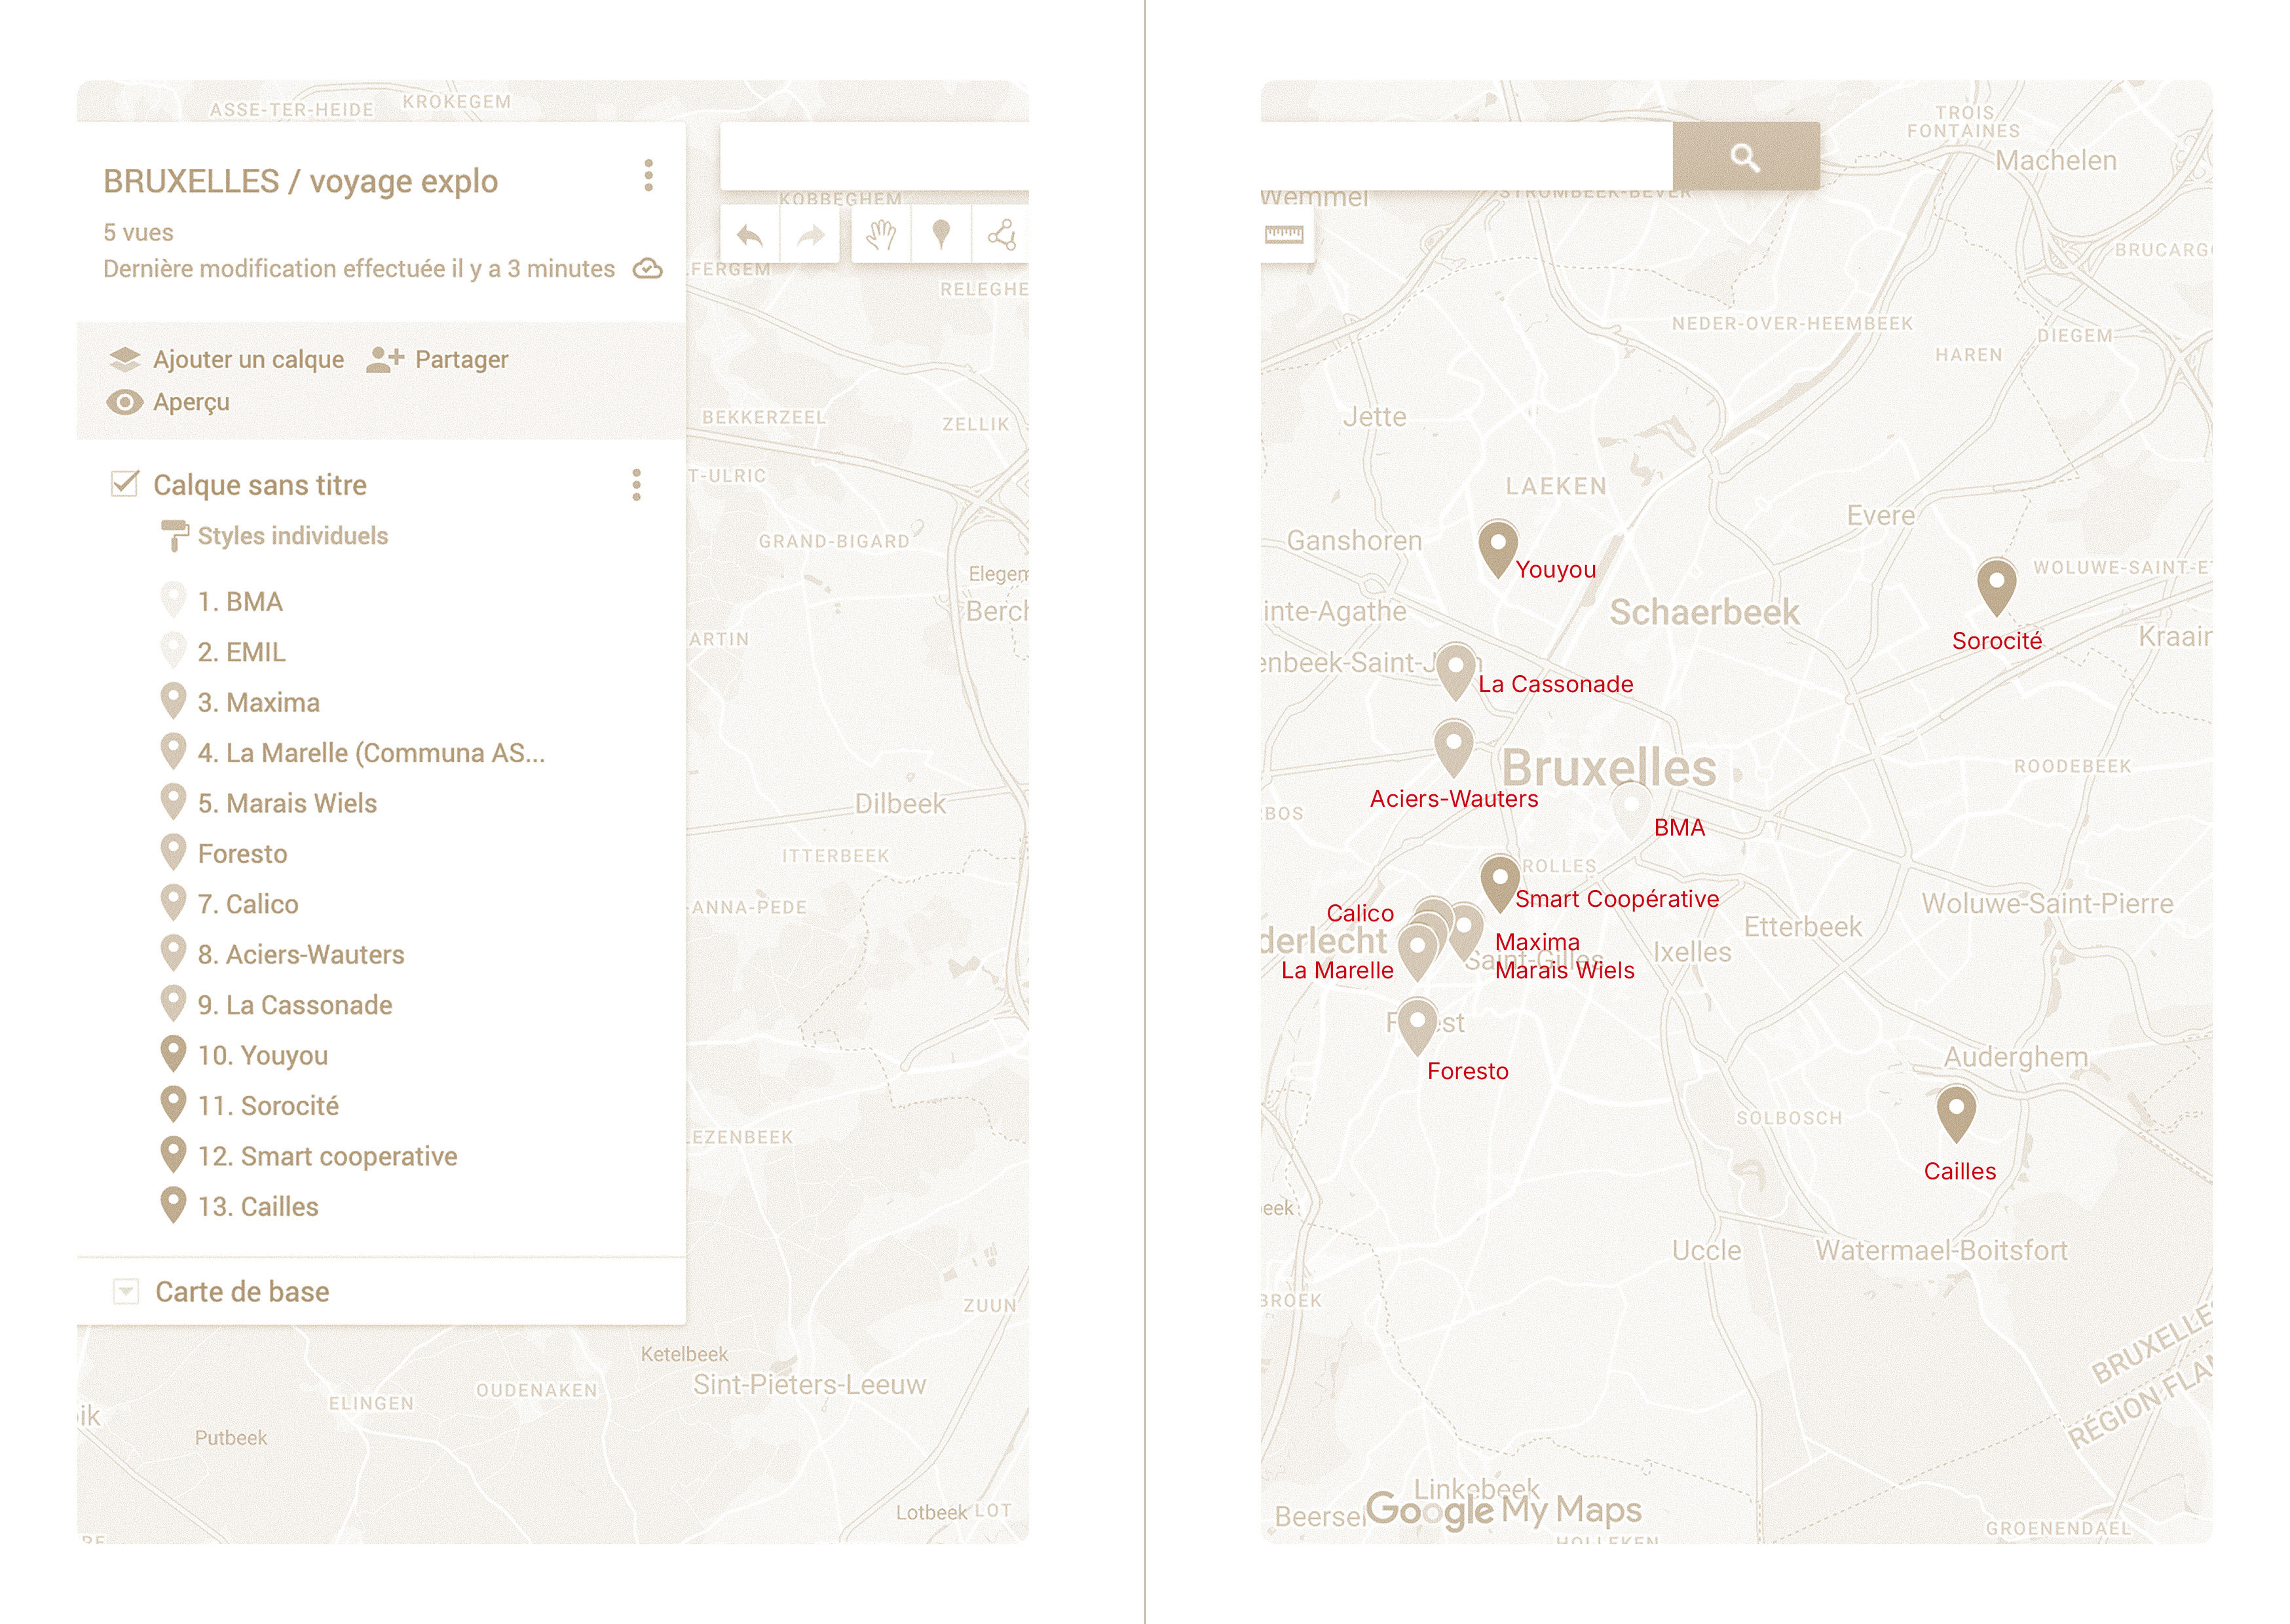 ASSE-TER-HEIDE
KROKEGEM
BRUXELLES / voyage explo
5 vues
Dernière modification effectuée il y a 3 minutes
Ajouter un calque
Partager
Aperçu
Calque sans titre
Styles individuels
1. BMA
2. EMIL
3. Maxima
4. La Marelle (Communa AS...
5. Marais Wiels
Foresto
7. Calico
8. Aciers-Wauters
9. La Cassonade
10. Youyou
11. Sorocité
12. Smart cooperative
13. Cailles
Carte de base
KOBBEGHEM
FERGEM
RELEGHE
BEKKERZEEL
ZELLIK
T-ULRIC
GRAND-BIGARD
Elegem
Berch
ARTIN
Dilbeek
ITTERBEEK
-ANNA-PEDE
EZENBEEK
ZUUN
Ketelbeek
Sint-Pieters-Leeuw
OUDENAKEN
ELINGEN
ik
Putbeek
Lotbeek
LOT
TROIS
FONTAINES
Machelen
Wemmel
STROMBEEK-BEVER
BRUCARG
NEDER-OVER-HEEMBEEK
DIEGEM
HAREN
Jette
LAEKEN
Evere
Ganshoren
Youyou
WOLUWE-SAINT-E
inte-Agathe
Schaerbeek
Sorocité
Kraain
enbeek-Saint-J
La Cassonade
Bruxelles
ROODEBEEK
Aciers-Wauters
BOS
BMA
ROLLES
Smart Coopérative
Woluwe-Saint-Pierre
Calico
Etterbeek
derlecht
Maxima
Ixelles
Saint-Gilles
La Marelle
Marais Wiels
F st
Foresto
Auderghem
SOLBOSCH
Cailles
eek
Uccle
Watermael-Boitsfort
BROEK
BRUXELLES
RÉGION FLA
Linkebeek
Beersel
Google My Maps
GROENENDAEL
HOLLEKEN